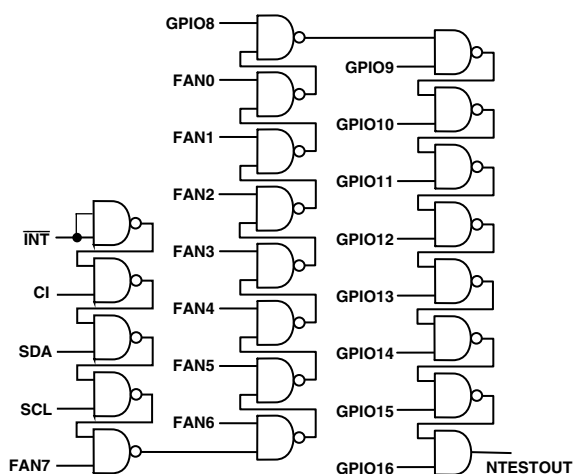 GPIO8
GPIO9
FAN0
GPIO10
FAN1
GPIO11
FAN2
INT
GPIO12
FAN3
CI
GPIO13
FAN4
SDA
GPIO14
FAN5
SCL
GPIO15
FAN6
FAN7
GPIO16
NTESTOUT